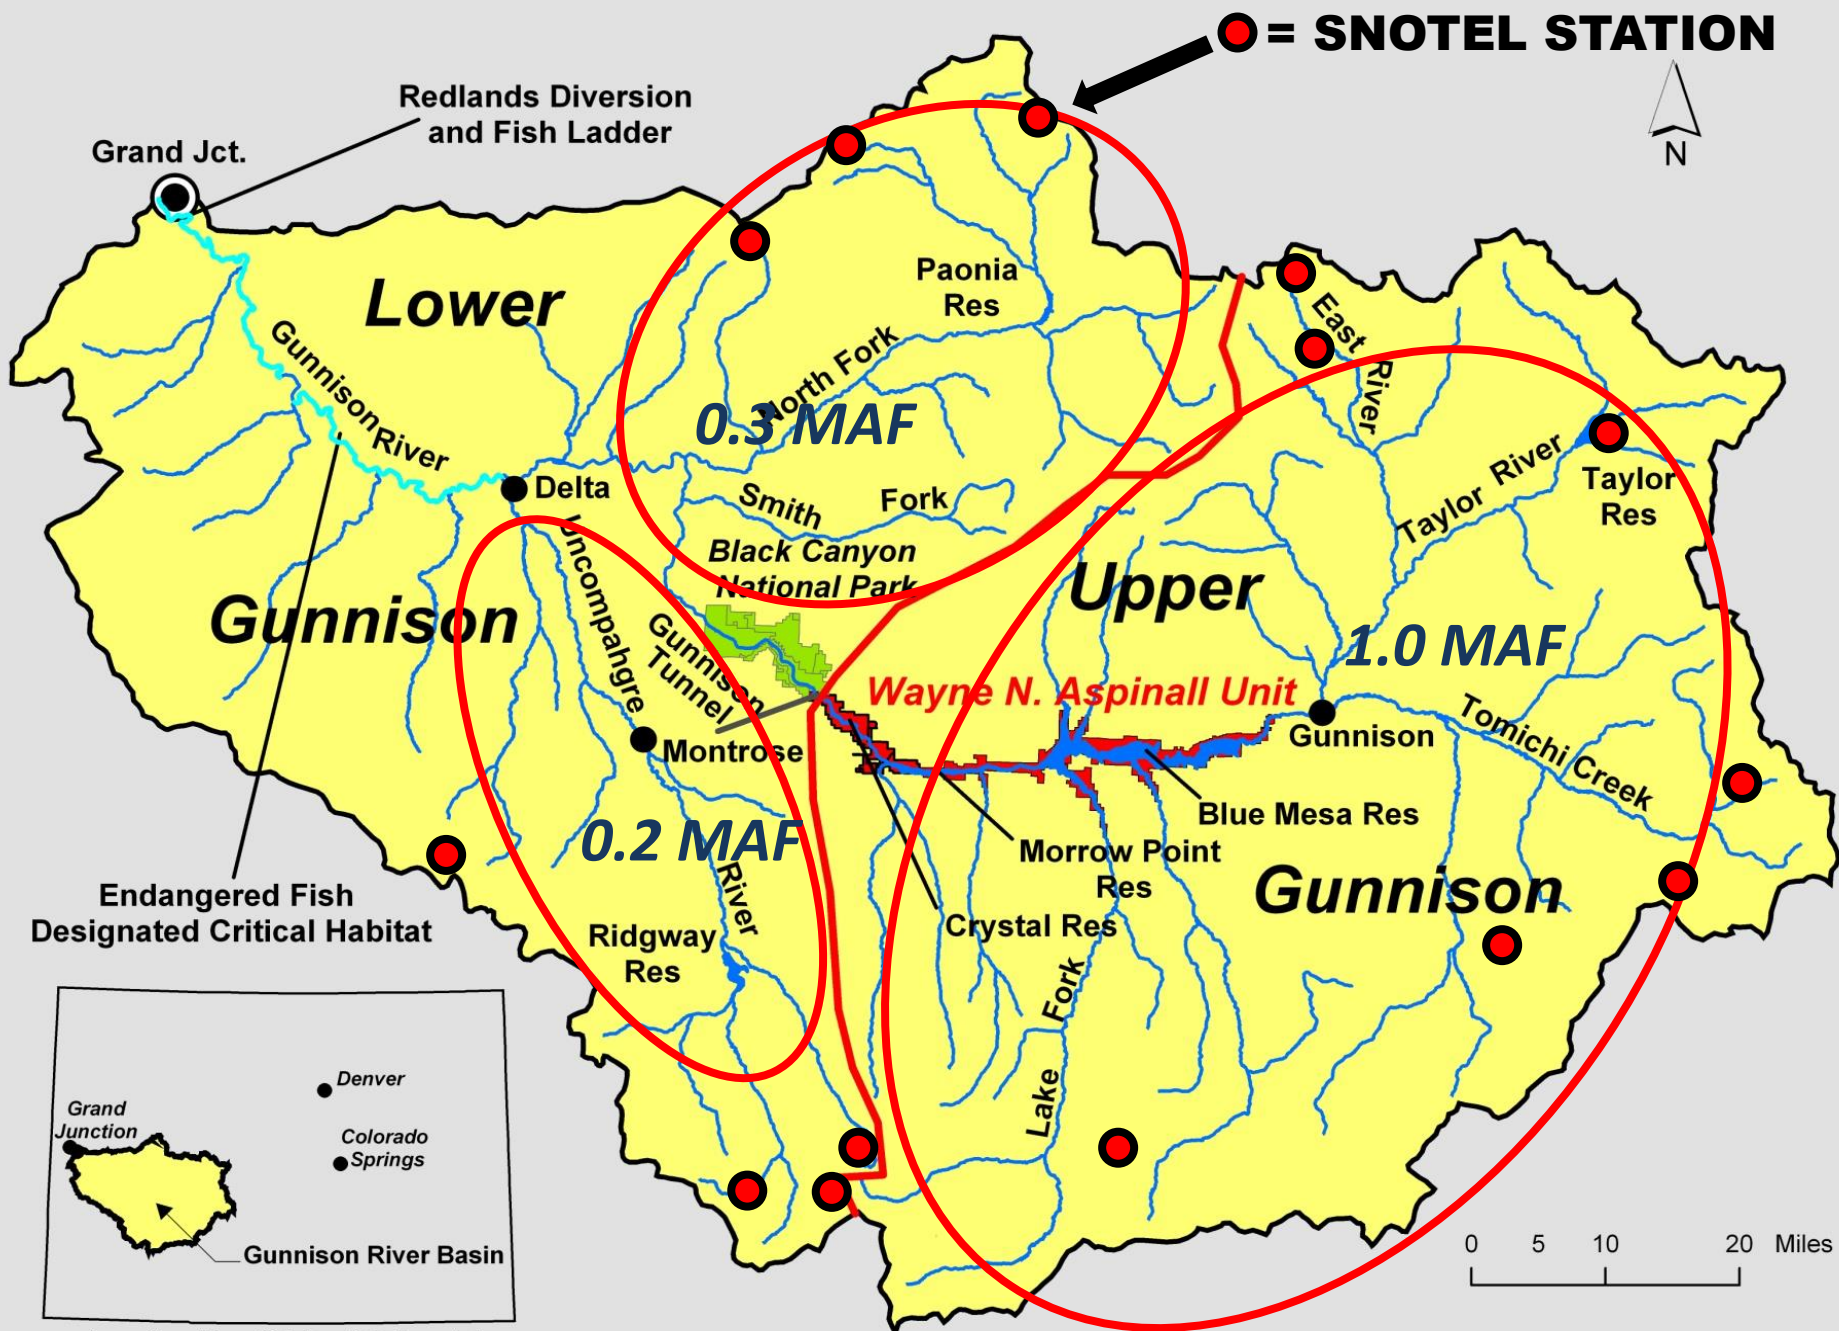 = SNOTEL STATION
Redlands Diversion
and Fish Ladder
Grand Jct.
N
Lower
Paonia
Res
East
River
Gunnison
River
North Fork
0.3 MAF
Taylor River
Taylor
Res
Delta
Smith Fork
Black Canyon
National Park
Uncompahgre
Upper
Gunnison
Gunnison
Tunnel
1.0 MAF
Wayne N. Aspinall Unit
Tomichi Creek
Montrose
Gunnison
Blue Mesa Res
0.2 MAF
Morrow Point
Res
River
Gunnison
Endangered Fish
Designated Critical Habitat
Crystal Res
Ridgway
Res
Lake Fork
Denver
Grand
Junction
Colorado
Springs
Gunnison River Basin
0 5 10 20 Miles